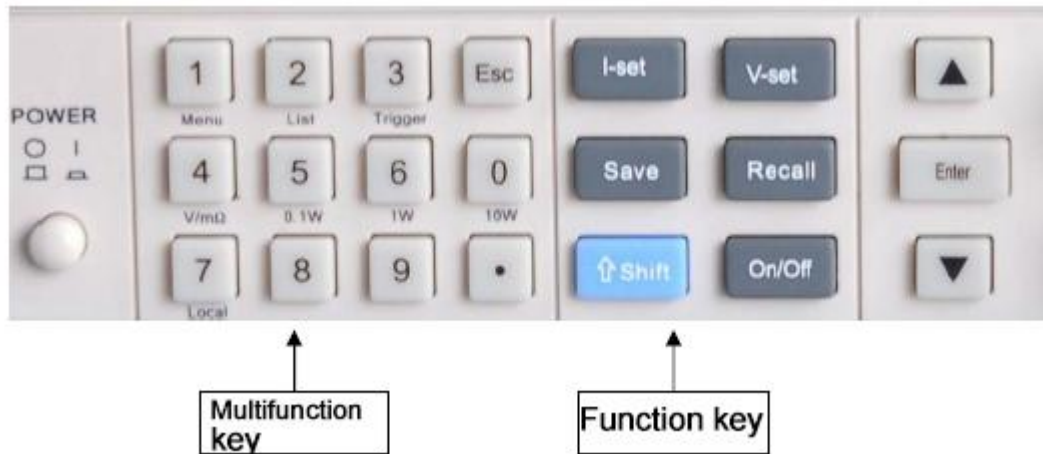 1 2 3 Esc I-set V-set ▲
Menu List Trigger
POWER
O I
4 5 6 0 Save Recall Enter
V/mΩ 0.1W 1W 10W
7 8 9 • ⇧ Shift On/Off ▼
Local
Multifunction
key
Function key